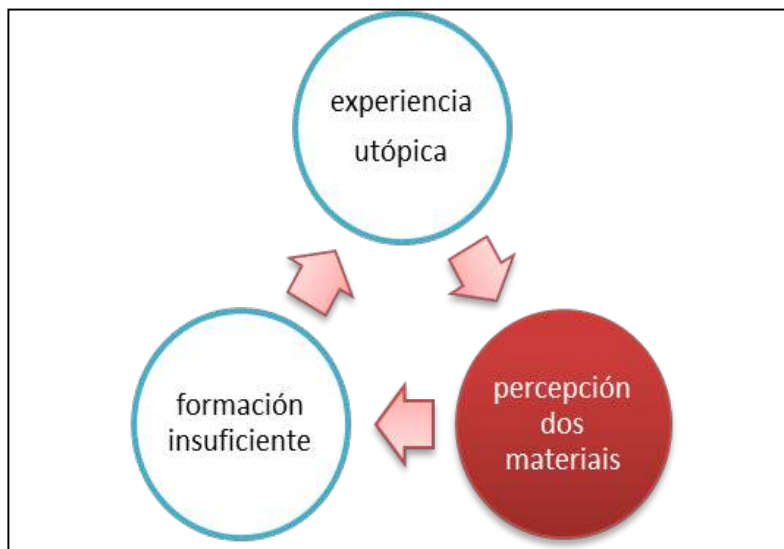 experiencia
utópica
percepción
dos
materiais
formación
insuficiente